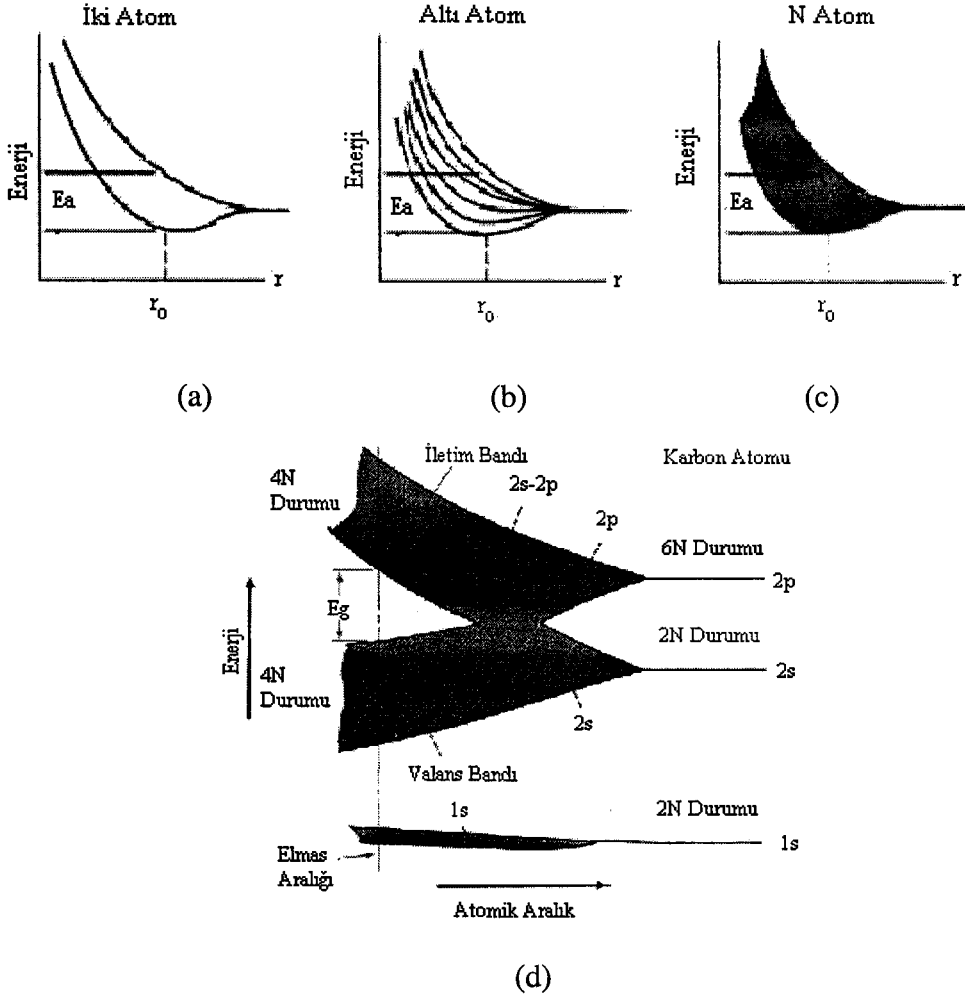 İki Atom
Altı Atom
N Atom
Enerji
Ea
r
r₀
Enerji
Ea
r
r₀
Enerji
Ea
r
r₀
(a)
(b)
(c)
4N
Durumu
İletim Bandı
2s-2p
2p
Karbon Atomu
6N Durumu
2p
Eg
Enerji
2N Durumu
2s
4N
Durumu
2s
Valans Bandı
1s
2N Durumu
1s
Elmas
Aralığı
Atomik Aralık
(d)